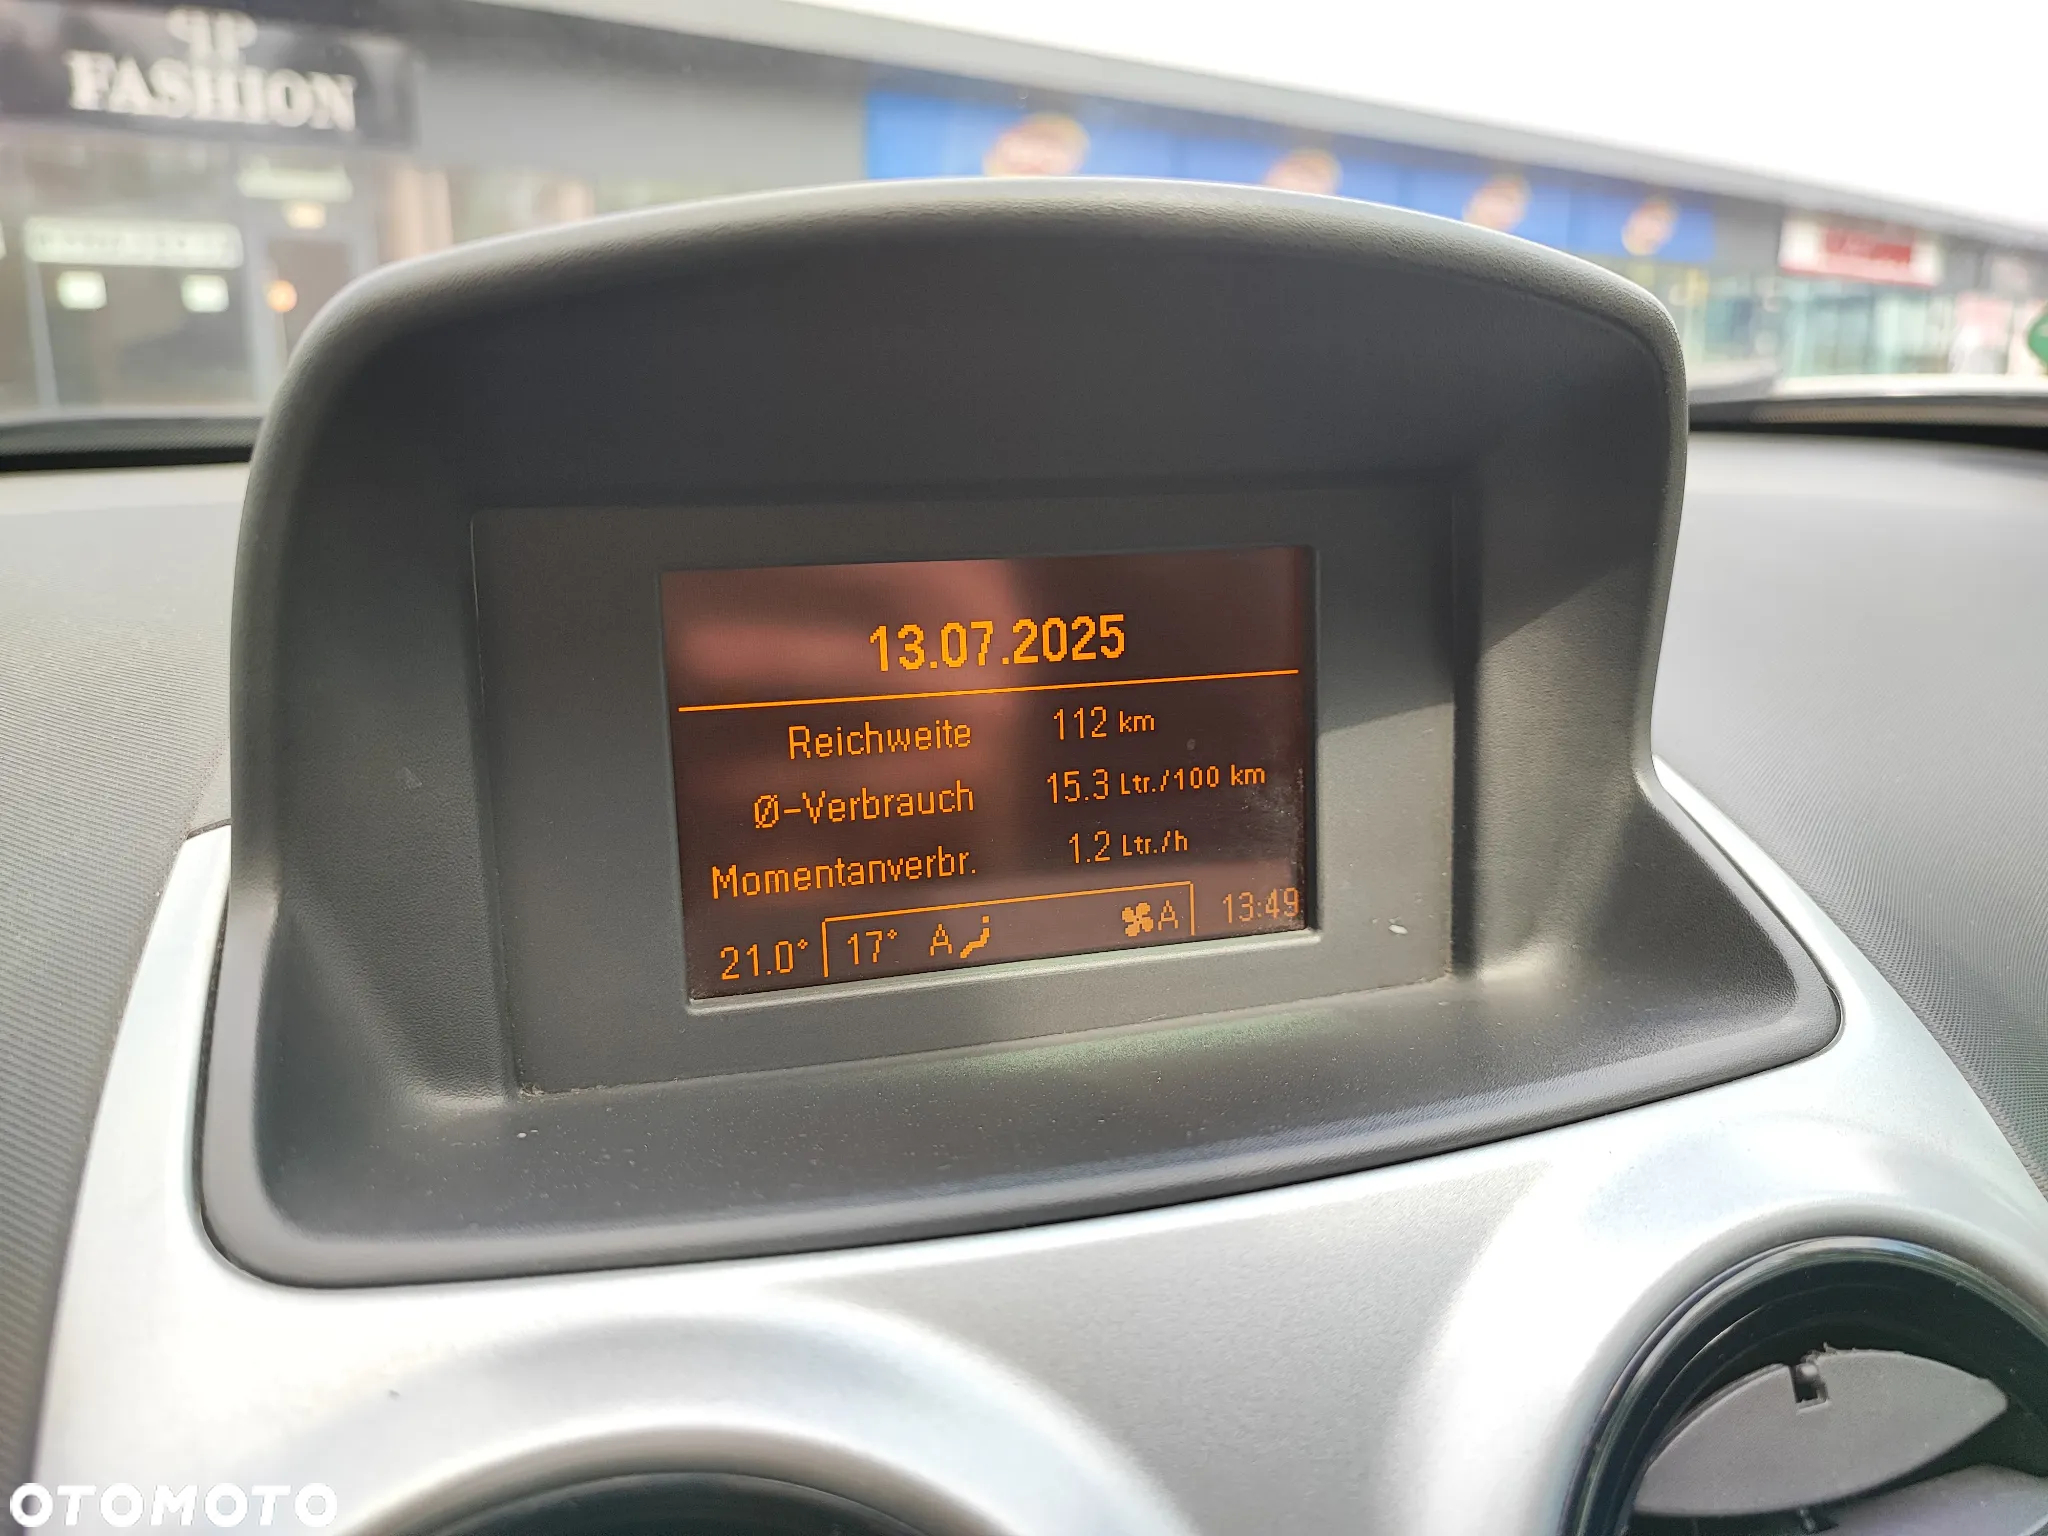 FASHION
13.07.2025
Reichweite 112 km
Ø-Verbrauch 15.3 Ltr./100 km
Momentanverbr. 1.2 Ltr./h
21.0° 17° A A 13:49
OTOMOTO